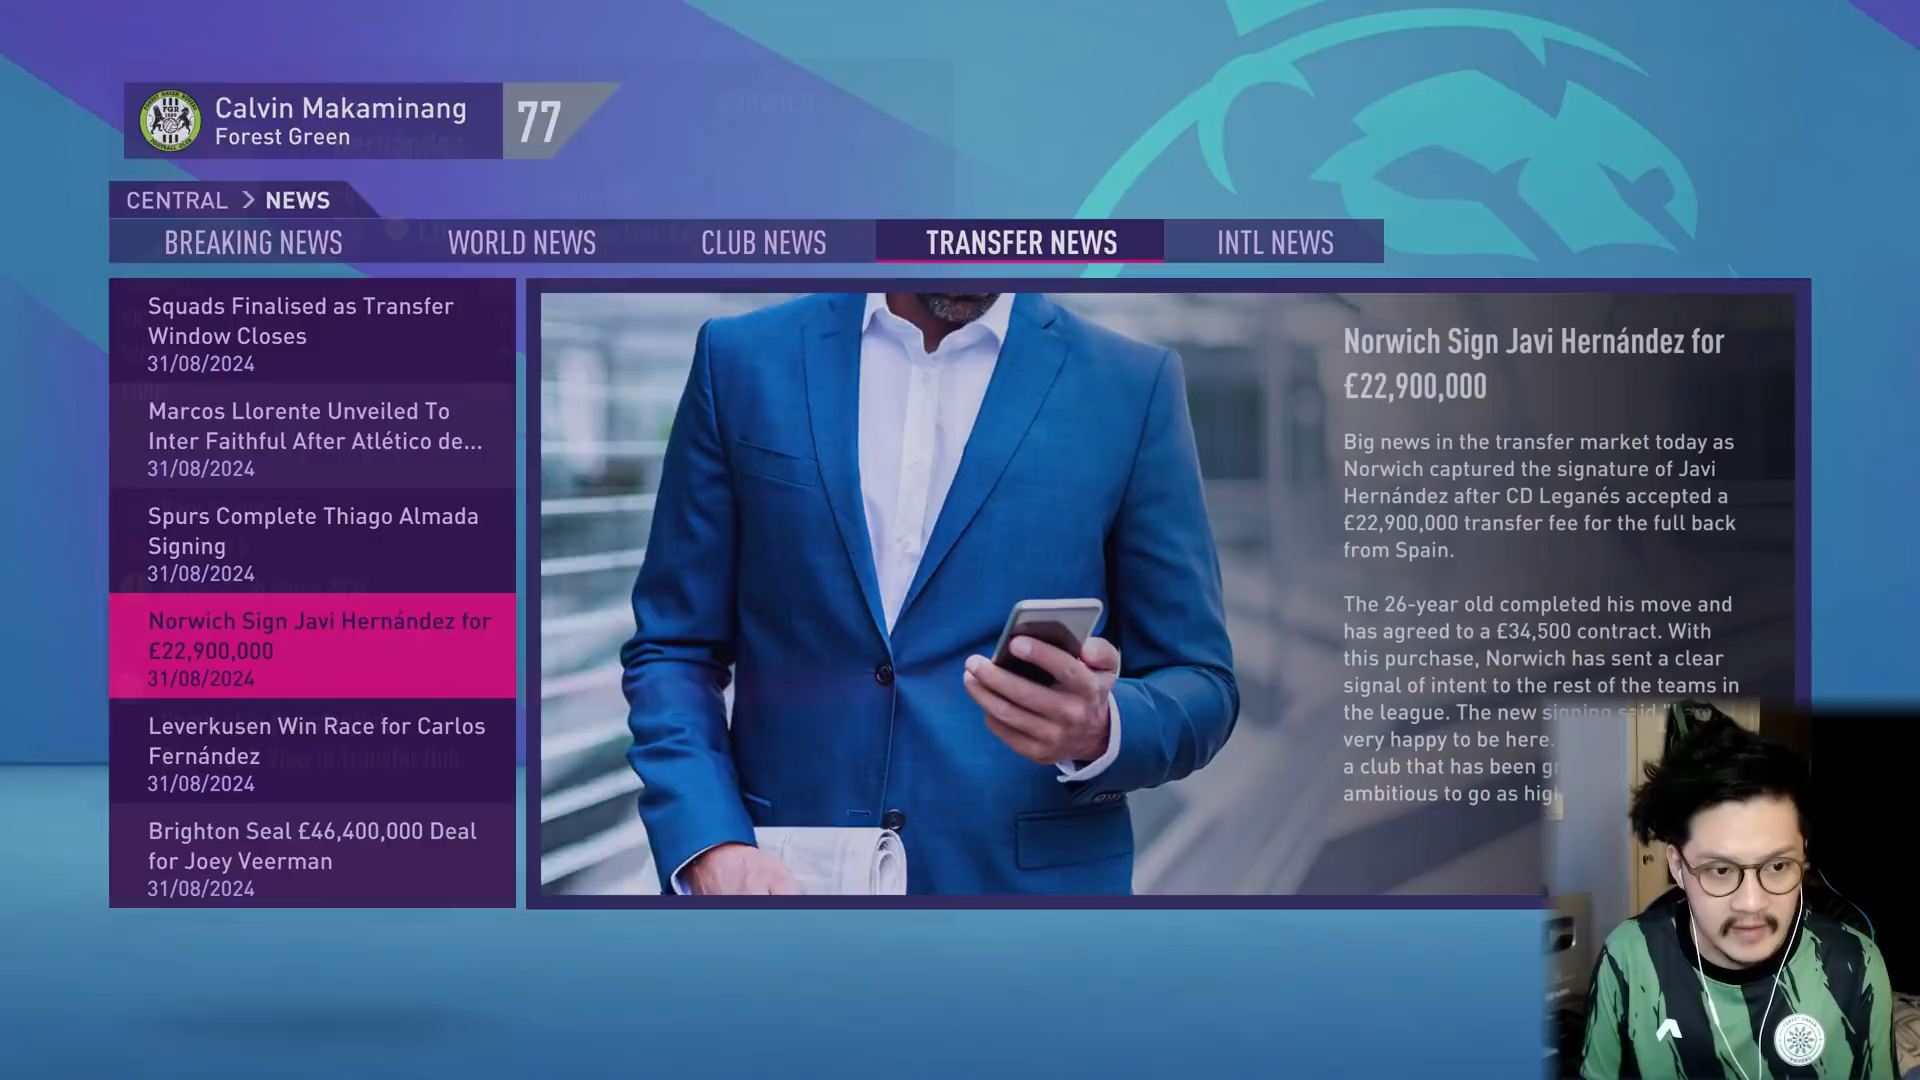 Calvin Makaminang
Forest Green
77
CENTRAL > NEWS
BREAKING NEWS
WORLD NEWS
CLUB NEWS
TRANSFER NEWS
INTL NEWS
Squads Finalised as Transfer
Window Closes
31/08/2024
Marcos Llorente Unveiled To
Inter Faithful After Atlético de...
31/08/2024
Spurs Complete Thiago Almada
Signing
31/08/2024
Norwich Sign Javi Hernández for
£22,900,000
31/08/2024
Leverkusen Win Race for Carlos
Fernández
31/08/2024
Brighton Seal £46,400,000 Deal
for Joey Veerman
31/08/2024
Norwich Sign Javi Hernández for
£22,900,000
Big news in the transfer market today as
Norwich captured the signature of Javi
Hernández after CD Leganés accepted a
£22,900,000 transfer fee for the full back
from Spain.
The 26-year old completed his move and
has agreed to a £34,500 contract. With
this purchase, Norwich has sent a clear
signal of intent to the rest of the teams in
the league. The new signing said
very happy to be here.
a club that has been
ambitious to go as